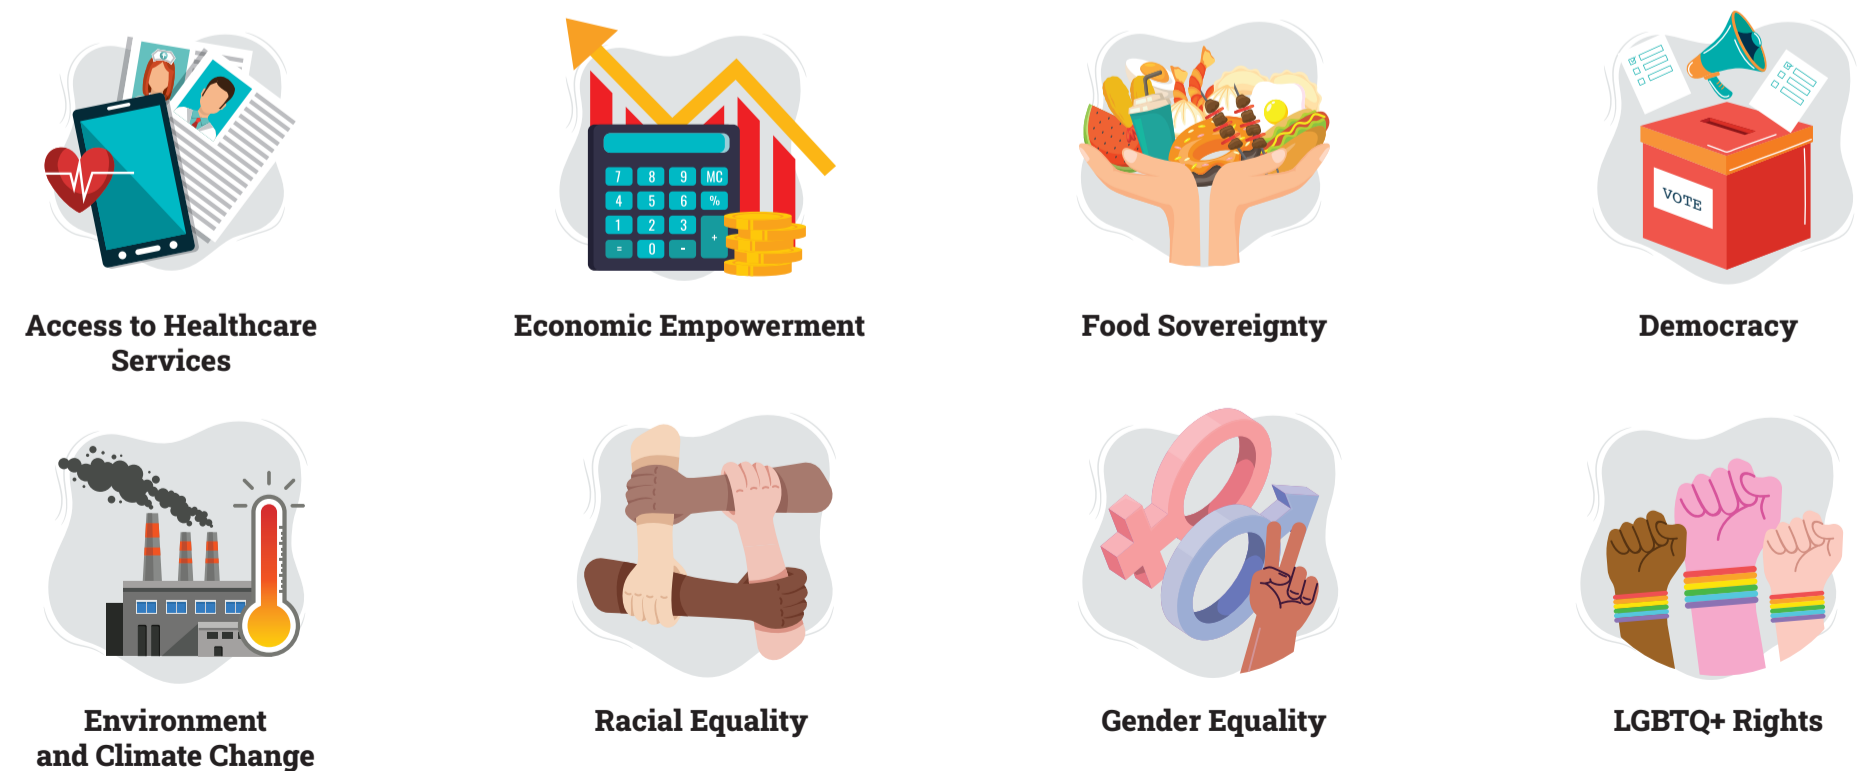 7 8 9 MC
4 5 6 %
1 2 3
+
= 0 -
VOTE
Access to Healthcare
Services
Economic Empowerment
Food Sovereignty
Democracy
Environment
and Climate Change
Racial Equality
Gender Equality
LGBTQ+ Rights